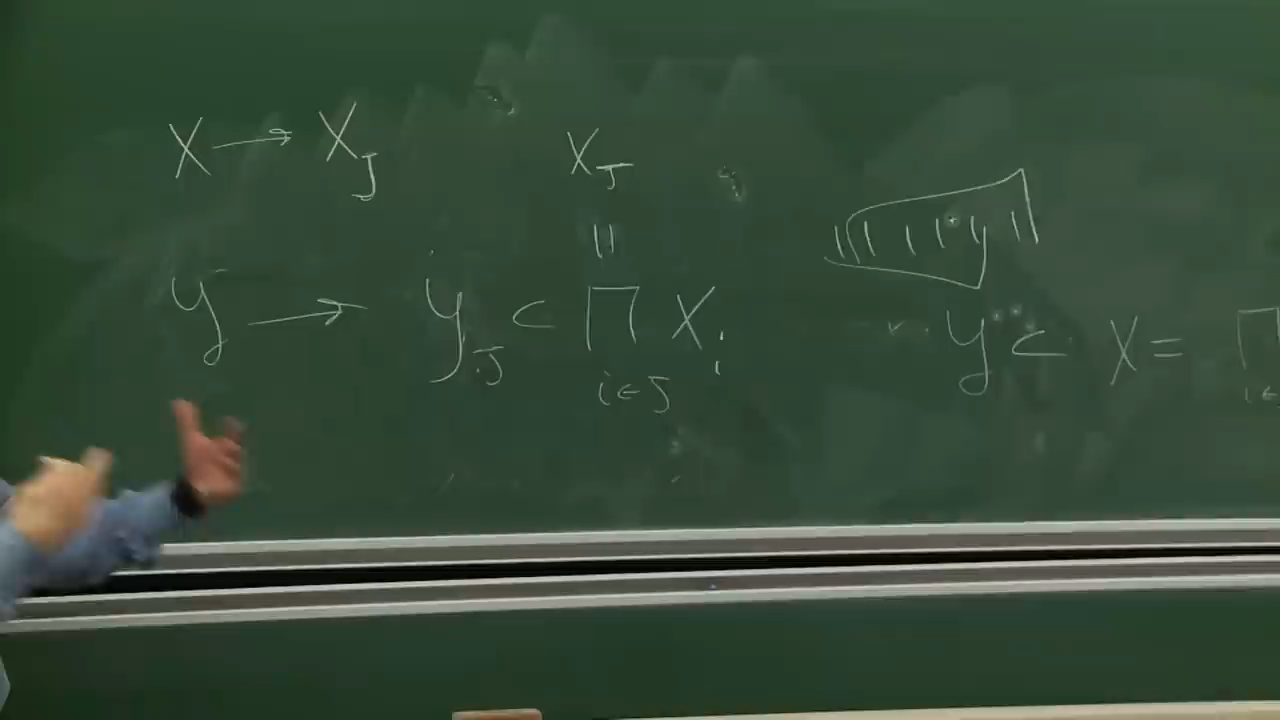 X → X_J
X_J
||
Y → Y_J ⊂ ∏ X_i
i∈J
Y ⊂ X = ∏
i∈